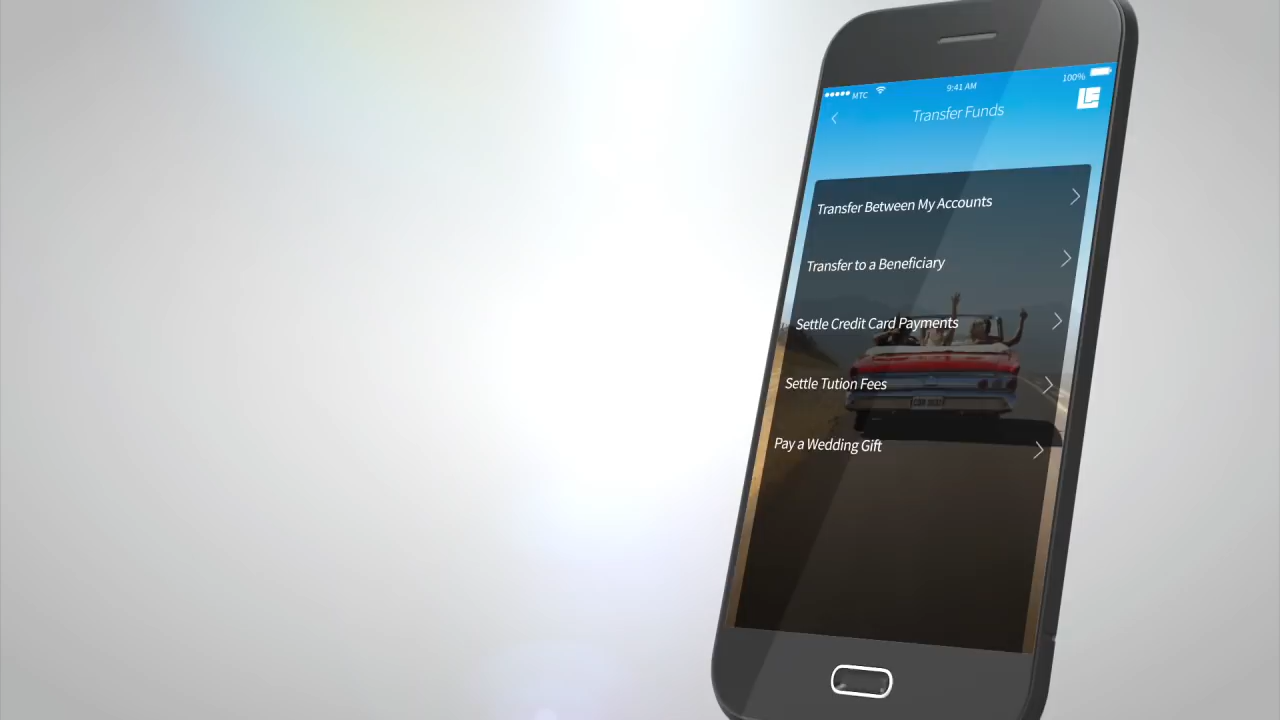 MTC
9:41 AM
100%
Transfer Funds
Transfer Between My Accounts
Transfer to a Beneficiary
Settle Credit Card Payments
Settle Tution Fees
Pay a Wedding Gift